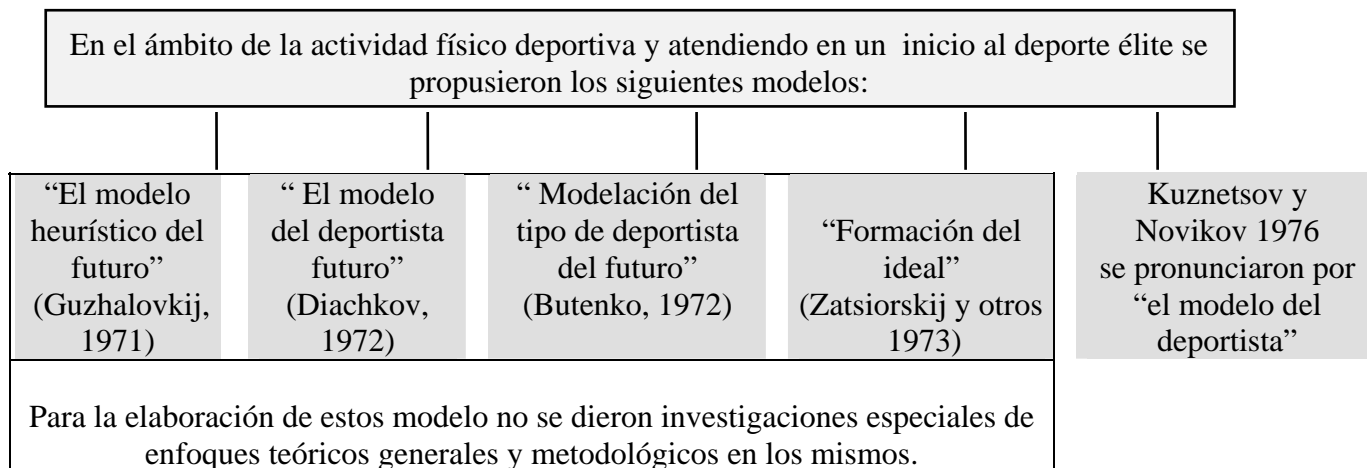 En el ámbito de la actividad físico deportiva y atendiendo en un inicio al deporte élite se
propusieron los siguientes modelos:
“El modelo
heurístico del
futuro”
(Guzhalovkij,
1971)
“ El modelo
del deportista
futuro”
(Diachkov,
1972)
“ Modelación del
tipo de deportista
del futuro”
(Butenko, 1972)
“Formación del
ideal”
(Zatsiorskij y otros
1973)
Kuznetsov y
Novikov 1976
se pronunciaron por
“el modelo del
deportista”
Para la elaboración de estos modelo no se dieron investigaciones especiales de
enfoques teóricos generales y metodológicos en los mismos.